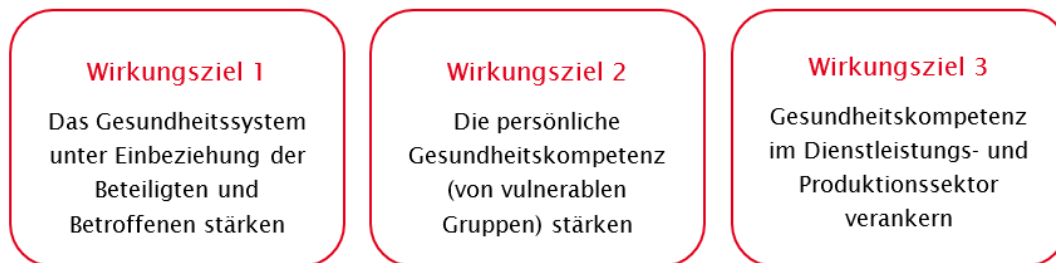 Wirkungsziel 1
Das Gesundheitssystem
unter Einbeziehung der
Beteiligten und
Betroffenen stärken
Wirkungsziel 2
Die persönliche
Gesundheitskompetenz
(von vulnerablen
Gruppen) stärken
Wirkungsziel 3
Gesundheitskompetenz
im Dienstleistungs- und
Produktionssektor
verankern